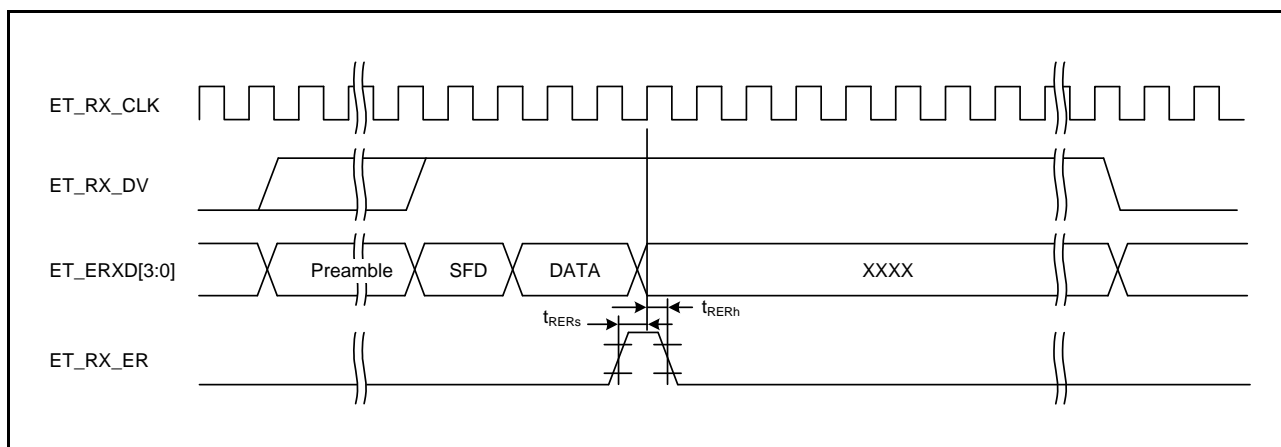 ET_RX_CLK
ET_RX_DV
ET_ERXD[3:0]
Preamble
SFD
DATA
XXXX
tRERs
tRERh
ET_RX_ER